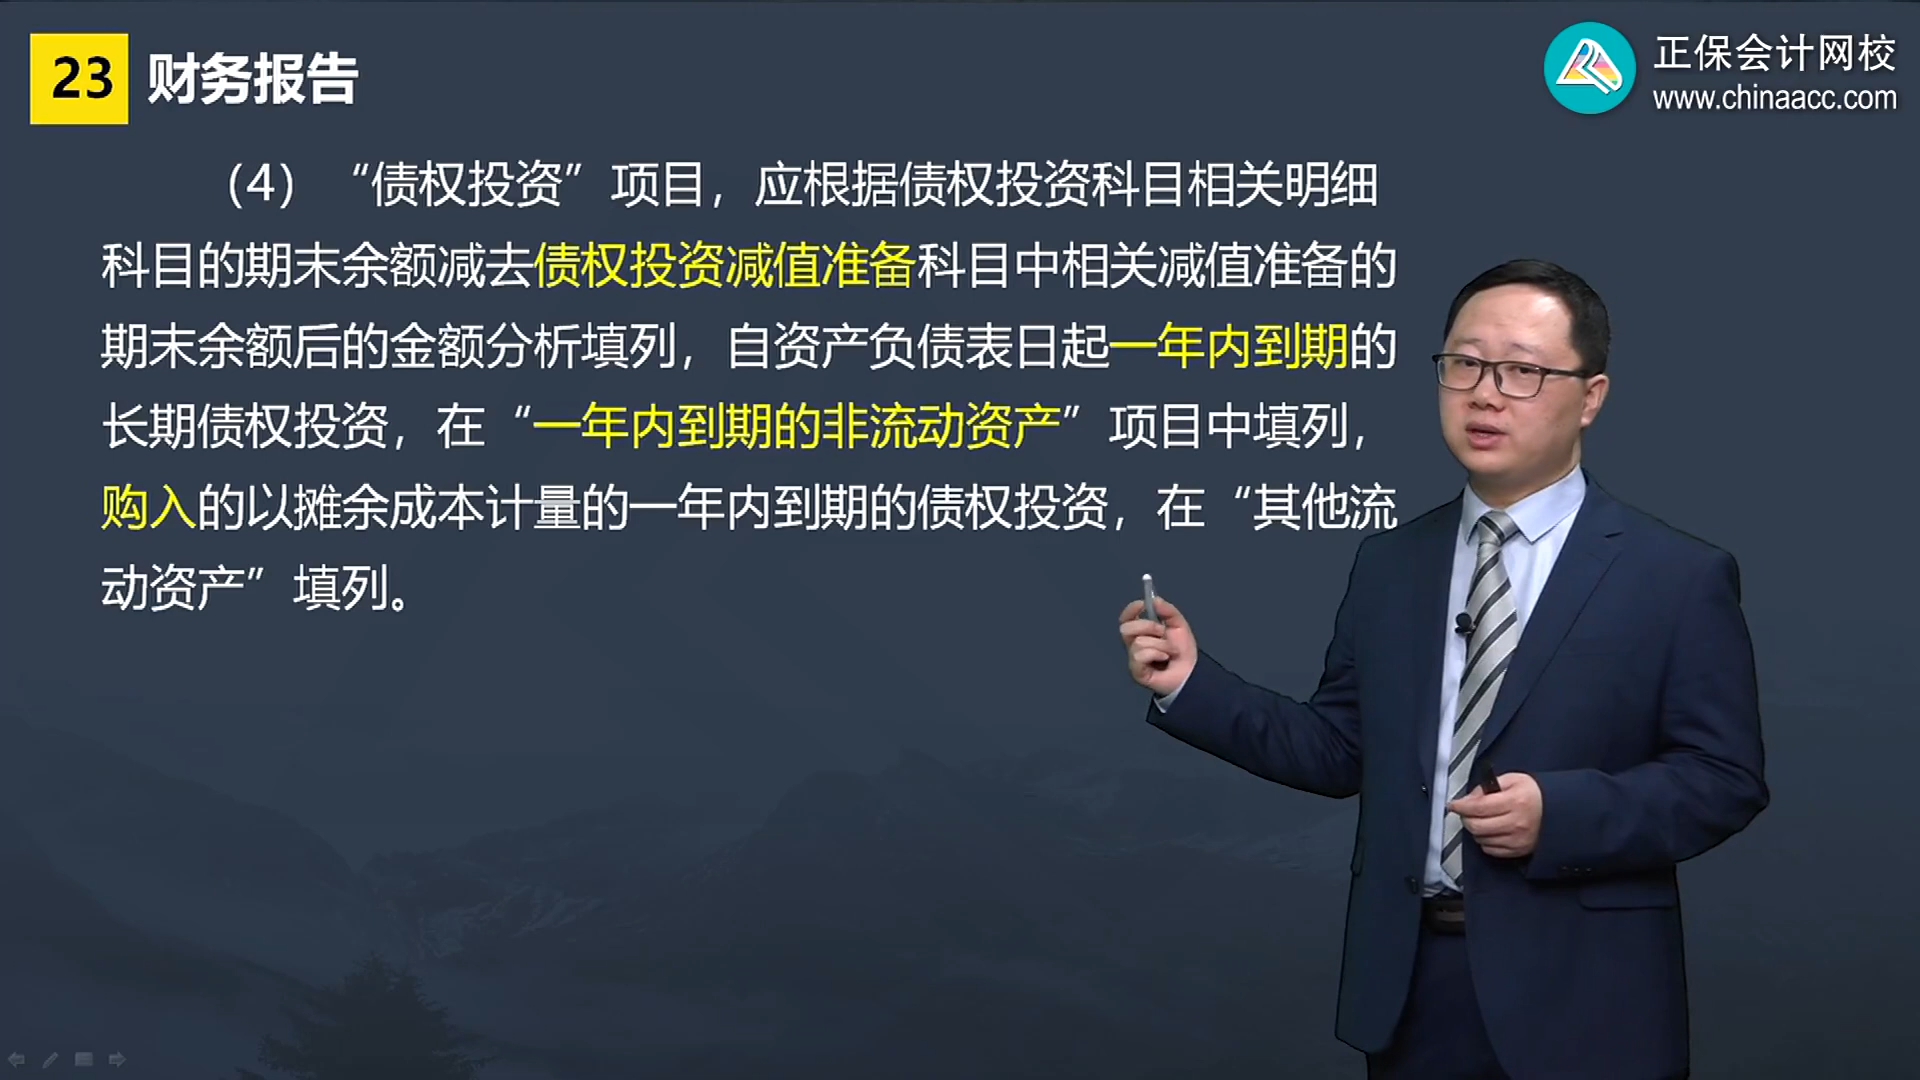 23 财务报告
正保会计网校
www.chinaacc.com
（4）“债权投资”项目，应根据债权投资科目相关明细
科目的期末余额减去债权投资减值准备科目中相关减值准备的
期末余额后的金额分析填列，自资产负债表日起一年内到期的
长期债权投资，在“一年内到期的非流动资产”项目中填列，
购入的以摊余成本计量的一年内到期的债权投资，在“其他流
动资产”填列。